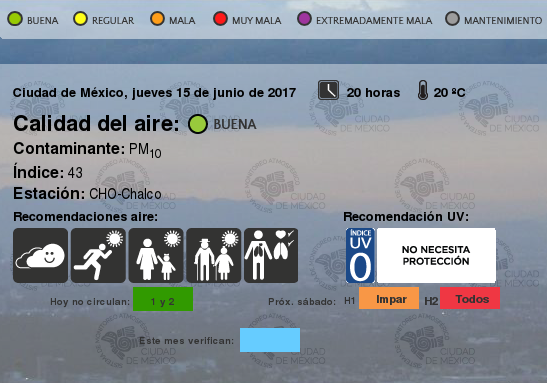 BUENA REGULAR MALA MUY MALA EXTREMADAMENTE MALA MANTENIMIENTO
Ciudad de México, jueves 15 de junio de 2017 20 horas 20 ºC
Calidad del aire: BUENA
Contaminante: PM10
Índice: 43
Estación: CHO-Chalco
Recomendaciones aire: Recomendación UV:
ÍNDICE
UV
0
NO NECESITA
PROTECCIÓN
Hoy no circulan: 1 y 2 Próx. sábado: H1 Impar H2 Todos
Este mes verifican:
MONITOREO ATMOSFÉRICO
CIUDAD
DE MÉXICO